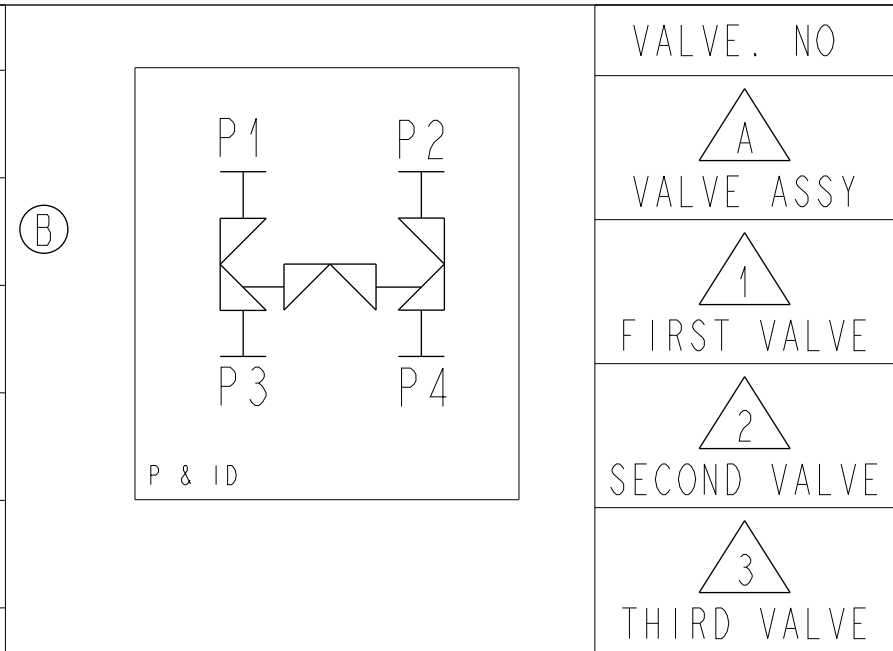 B
P1 P2
P3 P4
P & ID
VALVE. NO
A
VALVE ASSY
1
FIRST VALVE
2
SECOND VALVE
3
THIRD VALVE